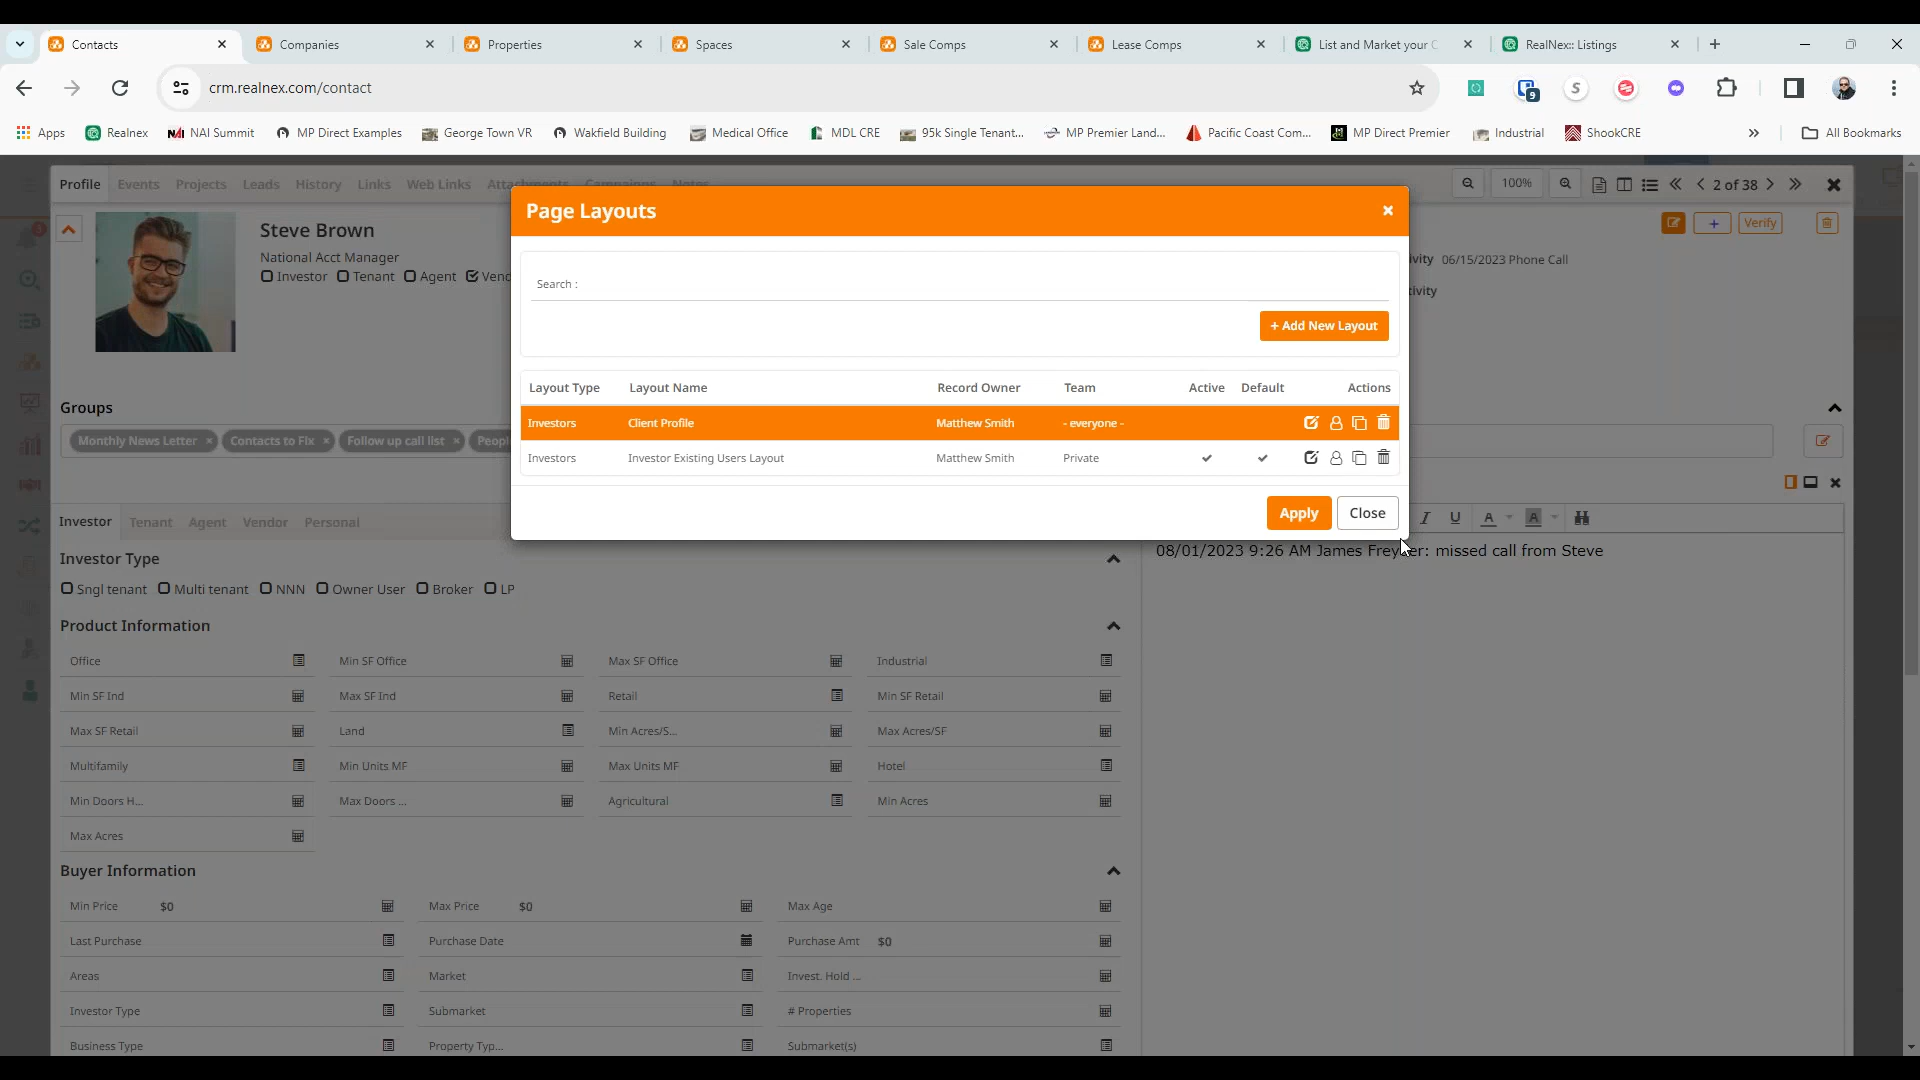 Contacts Companies Properties Spaces Sale Comps Lease Comps List and Market your C RealNex:: Listings
crm.realnex.com/contact
9
Apps Realnex NAI Summit MP Direct Examples George Town VR Wakfield Building Medical Office MDL CRE 95k Single Tenant... MP Premier Land... Pacific Coast Com... MP Direct Premier Industrial ShookCRE » All Bookmarks
Profile Events Projects Leads History Links Web Links Attachments Campaigns Notes 100% 2 of 38
Page Layouts
Steve Brown
Verify
National Acct Manager
ivity 06/15/2023 Phone Call
Investor Tenant Agent Vend
Search :
tivity
+ Add New Layout
Layout Type Layout Name Record Owner Team Active Default Actions
Groups
Investors Client Profile Matthew Smith - everyone -
Monthly News Letter × Contacts to Fix × Follow up call list × Peopl
Investors Investor Existing Users Layout Matthew Smith Private
Apply Close
Investor Tenant Agent Vendor Personal
I U A A
08/01/2023 9:26 AM James Frey er: missed call from Steve
Investor Type
Sngl tenant Multi tenant NNN Owner User Broker LP
Product Information
Office Min SF Office Max SF Office Industrial
Min SF Ind Max SF Ind Retail Min SF Retail
Max SF Retail Land Min Acres/S... Max Acres/SF
Multifamily Min Units MF Max Units MF Hotel
Min Doors H... Max Doors ... Agricultural Min Acres
Max Acres
Buyer Information
Min Price $0 Max Price $0 Max Age
Last Purchase Purchase Date Purchase Amt $0
Areas Market Invest. Hold ...
Investor Type Submarket # Properties
Business Type Property Typ... Submarket(s)